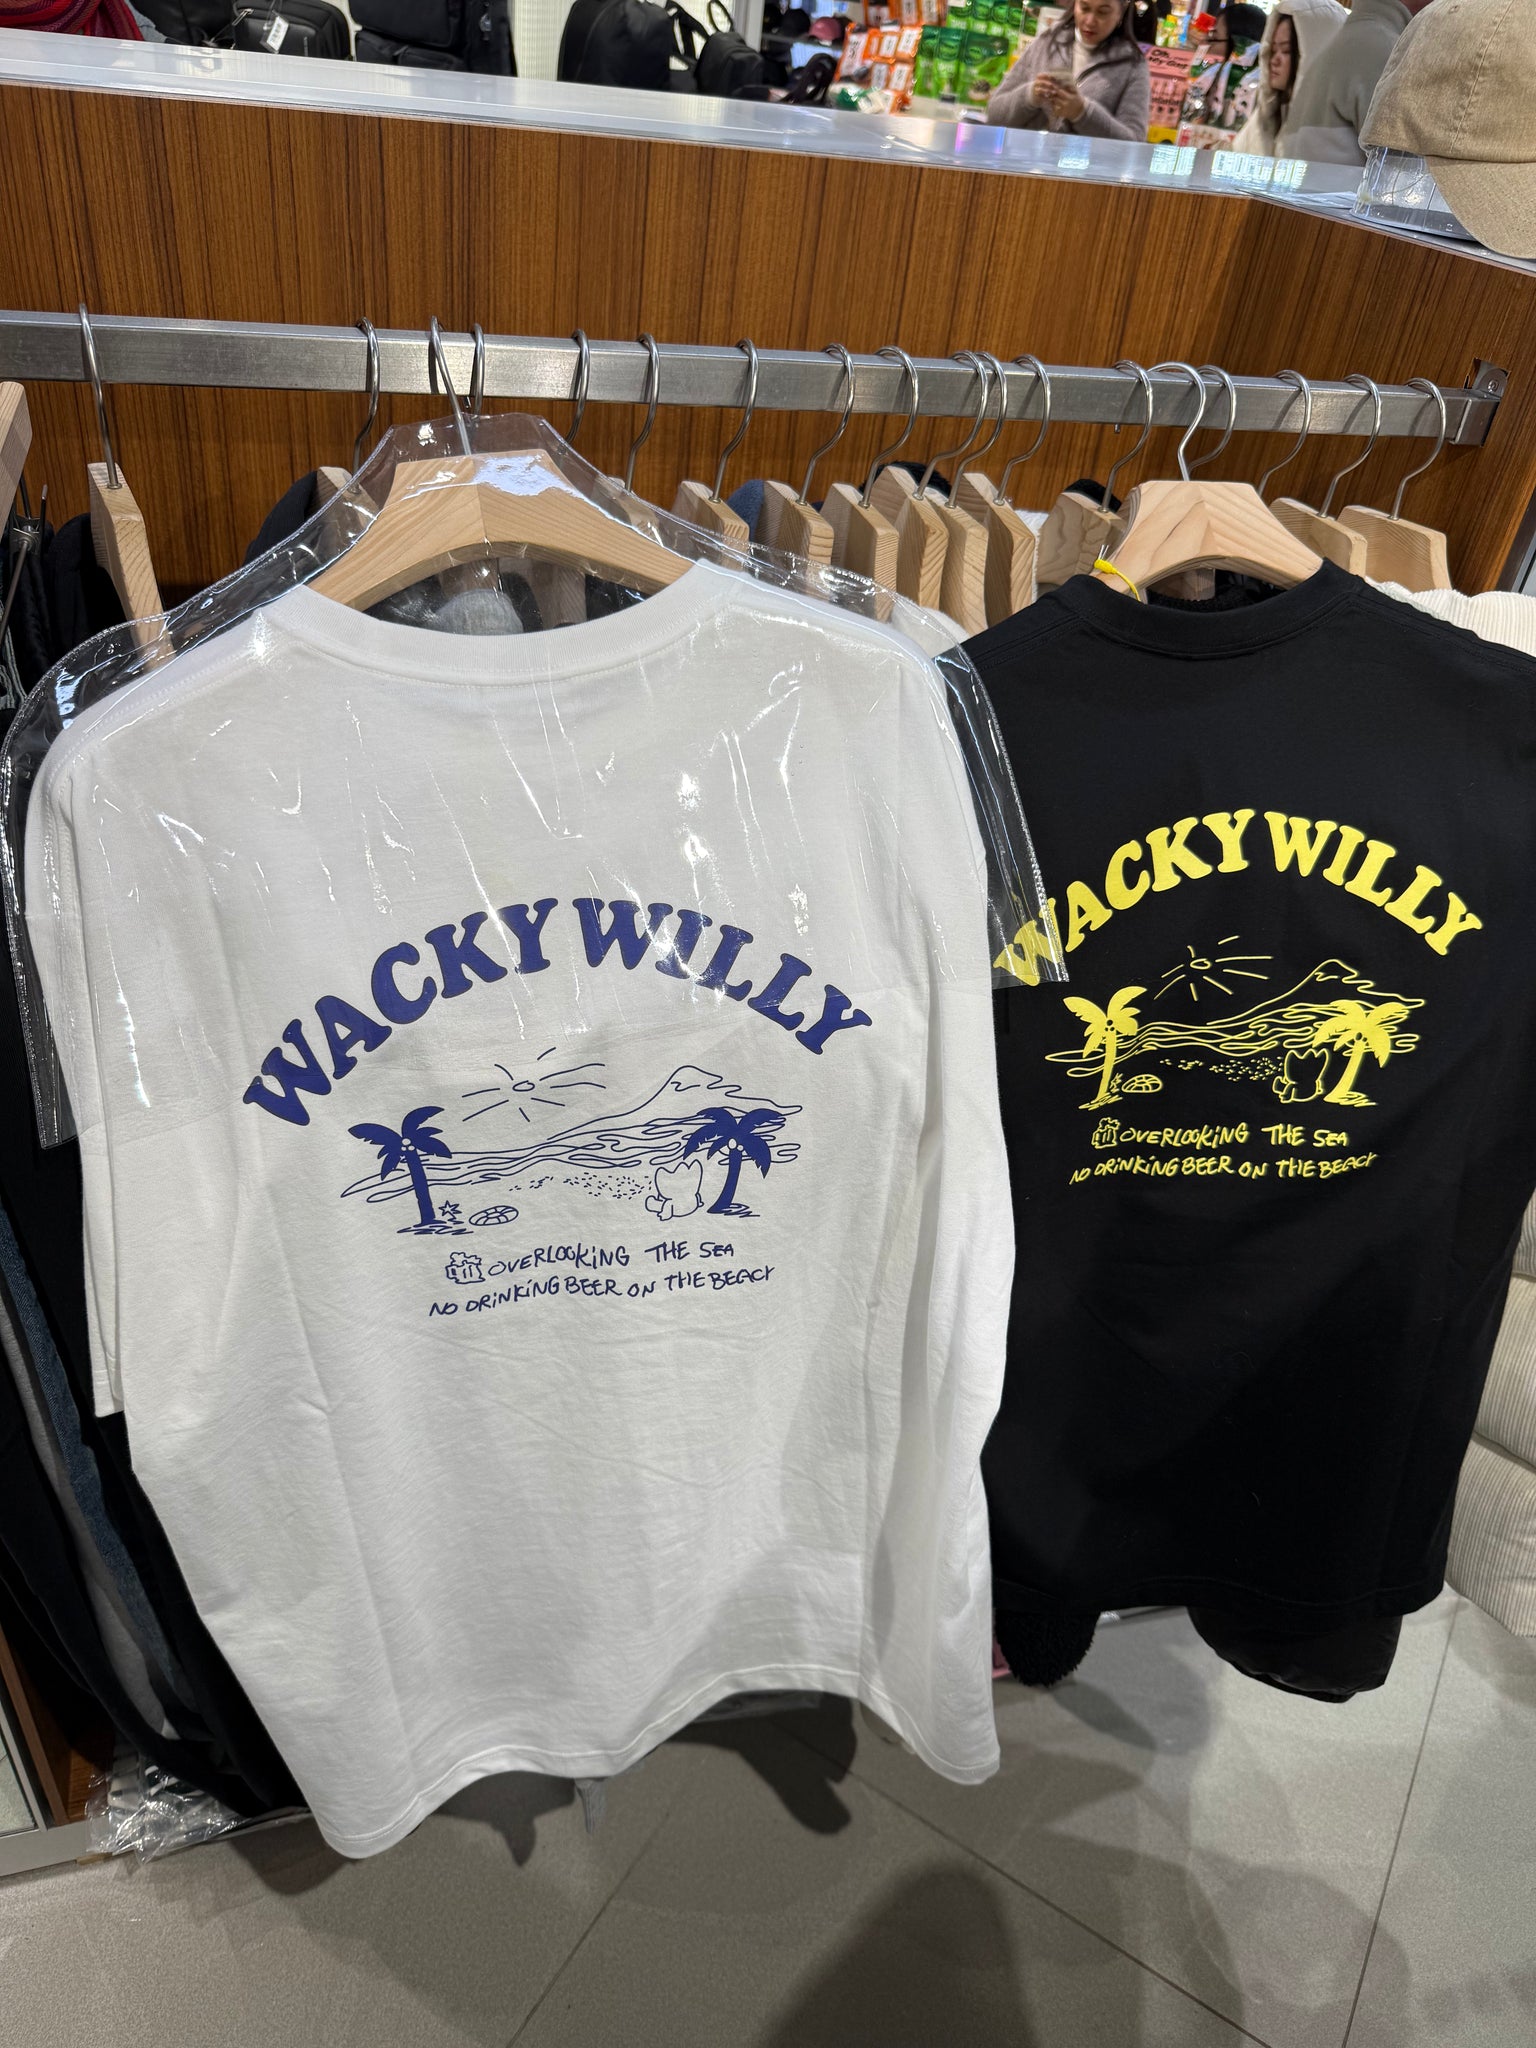 WACKY WILLY
OVERLOOKING THE SEA
NO DRINKING BEER ON THE BEACH
WACKY WILLY
OVERLOOKING THE SEA
NO DRINKING BEER ON THE BEACH